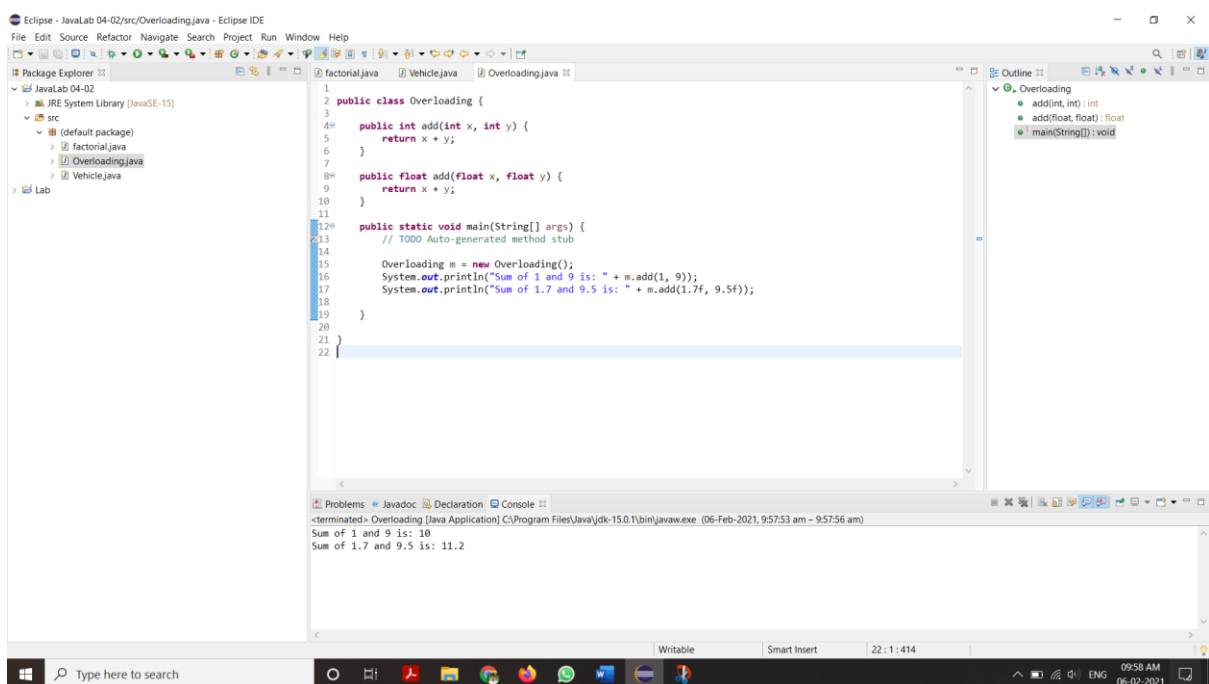 Eclipse - JavaLab 04-02/src/Overloading.java - Eclipse IDE
File Edit Source Refactor Navigate Search Project Run Window Help
Package Explorer
JavaLab 04-02
JRE System Library [JavaSE-15]
src
(default package)
factorial.java
Overloading.java
Vehicle.java
Lab
factorial.java Vehicle.java Overloading.java
1
2 public class Overloading {
3
4 public int add(int x, int y) {
5 return x + y;
6 }
7
8 public float add(float x, float y) {
9 return x + y;
10 }
11
12 public static void main(String[] args) {
13 // TODO Auto-generated method stub
14
15 Overloading m = new Overloading();
16 System.out.println("Sum of 1 and 9 is: " + m.add(1, 9));
17 System.out.println("Sum of 1.7 and 9.5 is: " + m.add(1.7f, 9.5f));
18
19 }
20
21 }
22
Outline
Overloading
add(int, int) : int
add(float, float) : float
main(String[]) : void
Problems Javadoc Declaration Console
<terminated> Overloading [Java Application] C:\Program Files\Java\jdk-15.0.1\bin\javaw.exe (06-Feb-2021, 9:57:53 am – 9:57:56 am)
Sum of 1 and 9 is: 10
Sum of 1.7 and 9.5 is: 11.2
Writable Smart Insert 22 : 1 : 414
Type here to search
ENG
09:58 AM
06-02-2021